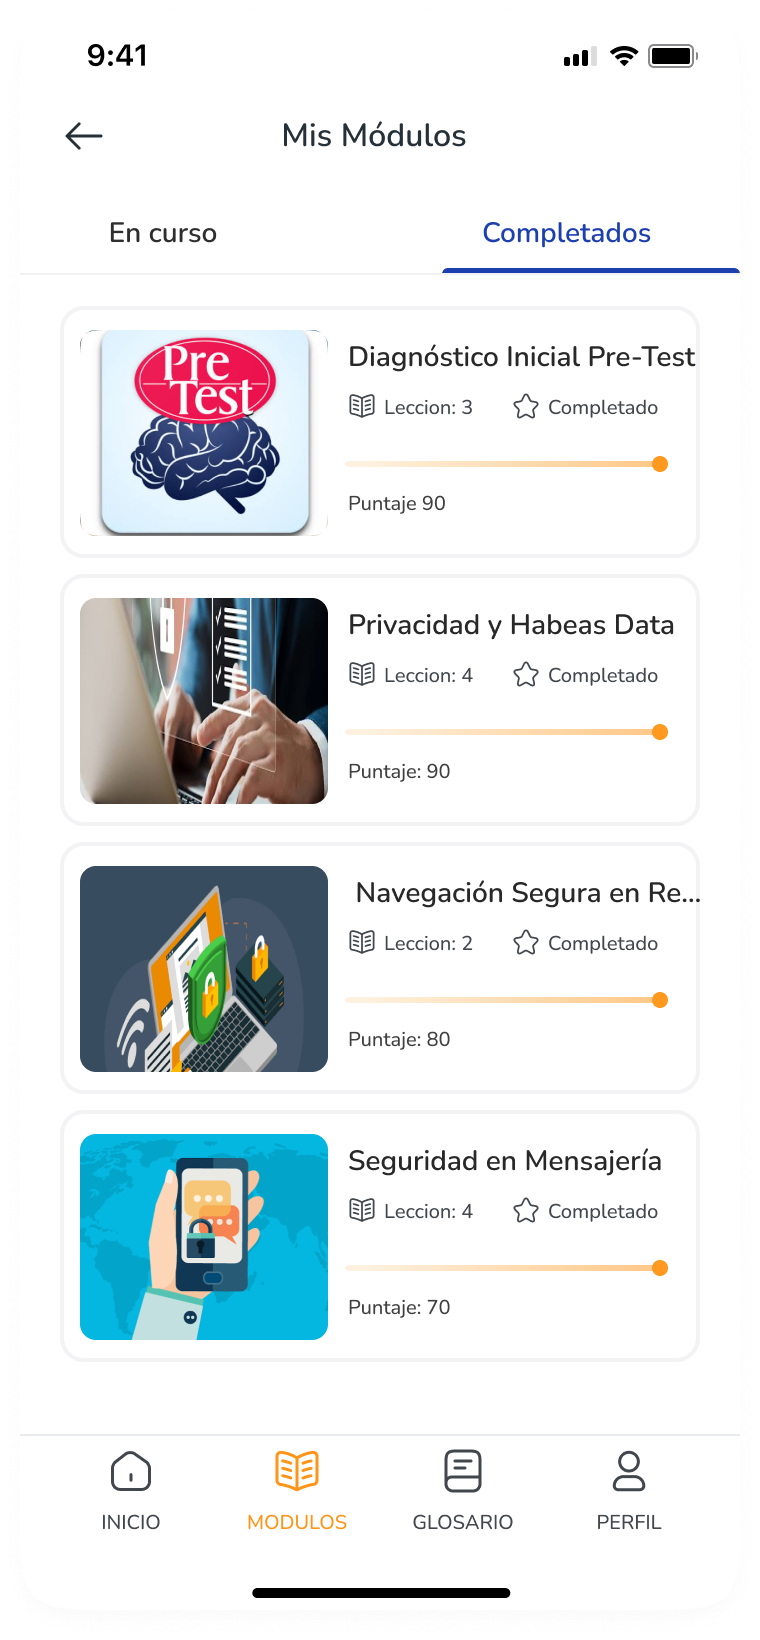 9:41
Mis Módulos
En curso
Completados
Pre
Test
Diagnóstico Inicial Pre-Test
Leccion: 3
Completado
Puntaje 90
Privacidad y Habeas Data
Leccion: 4
Completado
Puntaje: 90
Navegación Segura en Re...
Leccion: 2
Completado
Puntaje: 80
Seguridad en Mensajería
Leccion: 4
Completado
Puntaje: 70
INICIO
MODULOS
GLOSARIO
PERFIL